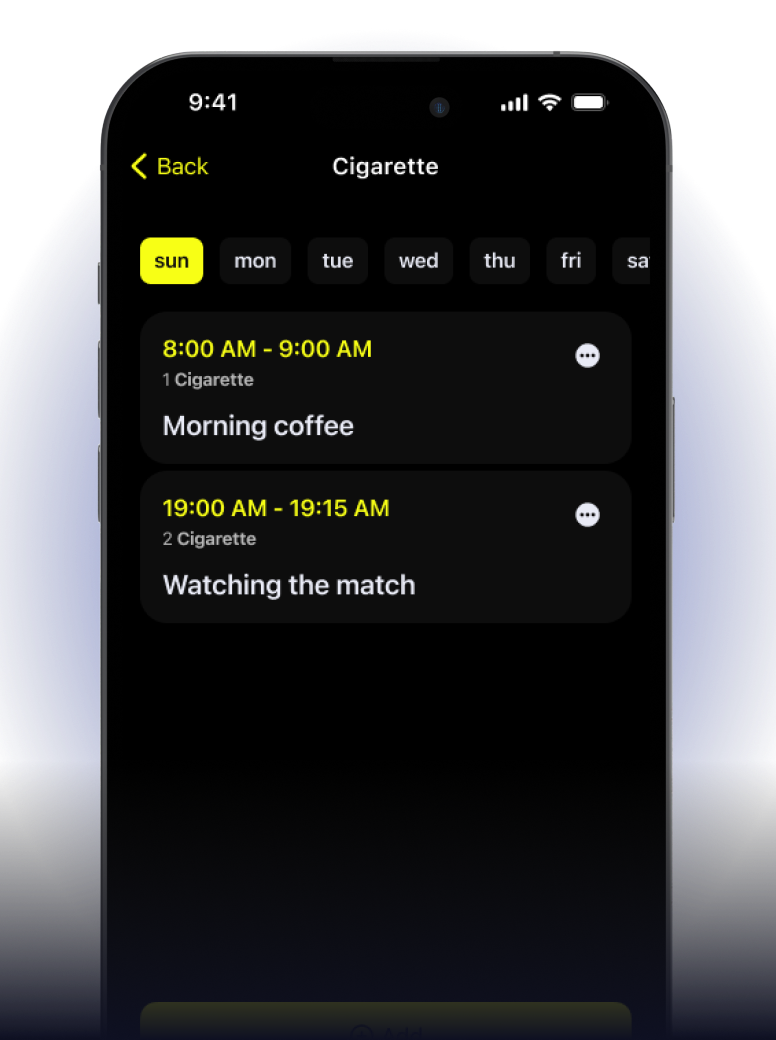 9:41
Back
Cigarette
sun mon tue wed thu fri sa
8:00 AM - 9:00 AM
1 Cigarette
Morning coffee
19:00 AM - 19:15 AM
2 Cigarette
Watching the match
Add